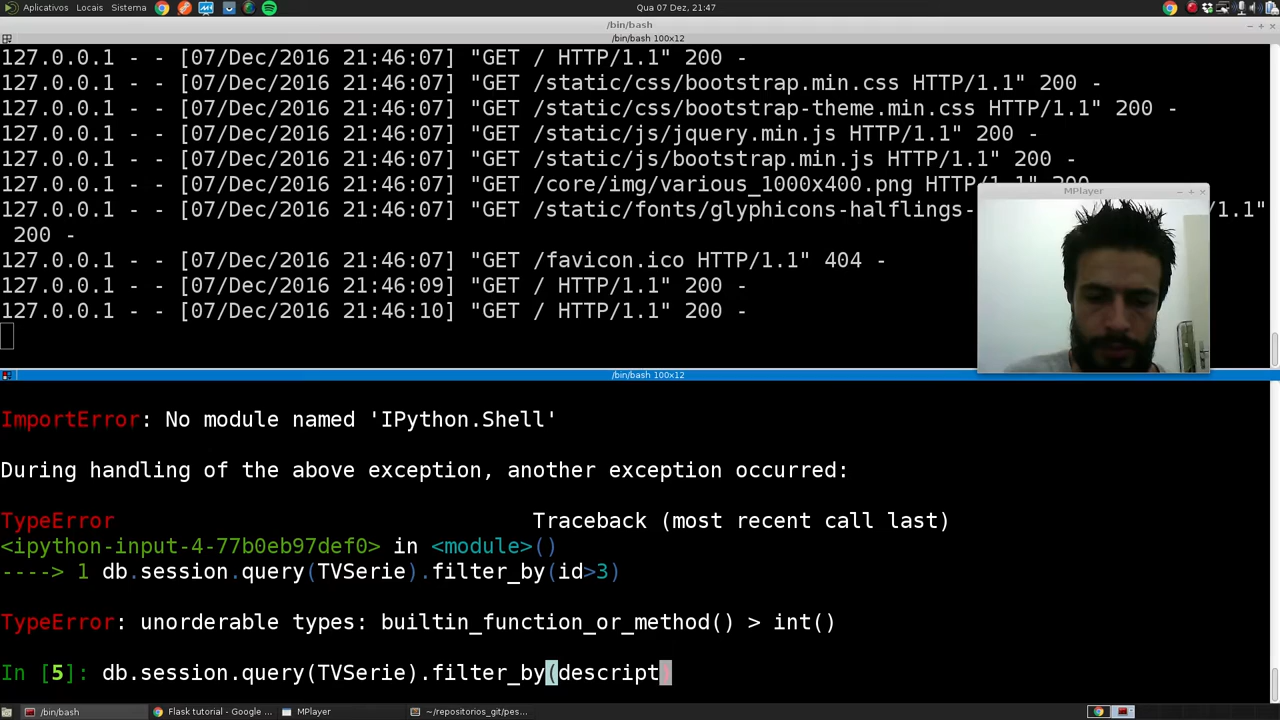 Aplicativos Locais Sistema
Qua 07 Dez, 21:47
/bin/bash
/bin/bash 100x12
127.0.0.1 - - [07/Dec/2016 21:46:07] "GET / HTTP/1.1" 200 -
127.0.0.1 - - [07/Dec/2016 21:46:07] "GET /static/css/bootstrap.min.css HTTP/1.1" 200 -
127.0.0.1 - - [07/Dec/2016 21:46:07] "GET /static/css/bootstrap-theme.min.css HTTP/1.1" 200 -
127.0.0.1 - - [07/Dec/2016 21:46:07] "GET /static/js/jquery.min.js HTTP/1.1" 200 -
127.0.0.1 - - [07/Dec/2016 21:46:07] "GET /static/js/bootstrap.min.js HTTP/1.1" 200 -
127.0.0.1 - - [07/Dec/2016 21:46:07] "GET /core/img/various_1000x400.png HTTP/1.1" 200 -
MPlayer
127.0.0.1 - - [07/Dec/2016 21:46:07] "GET /static/fonts/glyphicons-halflings- /1.1"
200 -
127.0.0.1 - - [07/Dec/2016 21:46:07] "GET /favicon.ico HTTP/1.1" 404 -
127.0.0.1 - - [07/Dec/2016 21:46:09] "GET / HTTP/1.1" 200 -
127.0.0.1 - - [07/Dec/2016 21:46:10] "GET / HTTP/1.1" 200 -
/bin/bash 100x12
ImportError: No module named 'IPython.Shell'
During handling of the above exception, another exception occurred:
TypeError Traceback (most recent call last)
<ipython-input-4-77b0eb97def0> in <module>()
----> 1 db.session.query(TVSerie).filter_by(id>3)
TypeError: unorderable types: builtin_function_or_method() > int()
In [5]: db.session.query(TVSerie).filter_by(descript)
/bin/bash
Flask tutorial - Google ...
MPlayer
~/repositorios_git/pes...